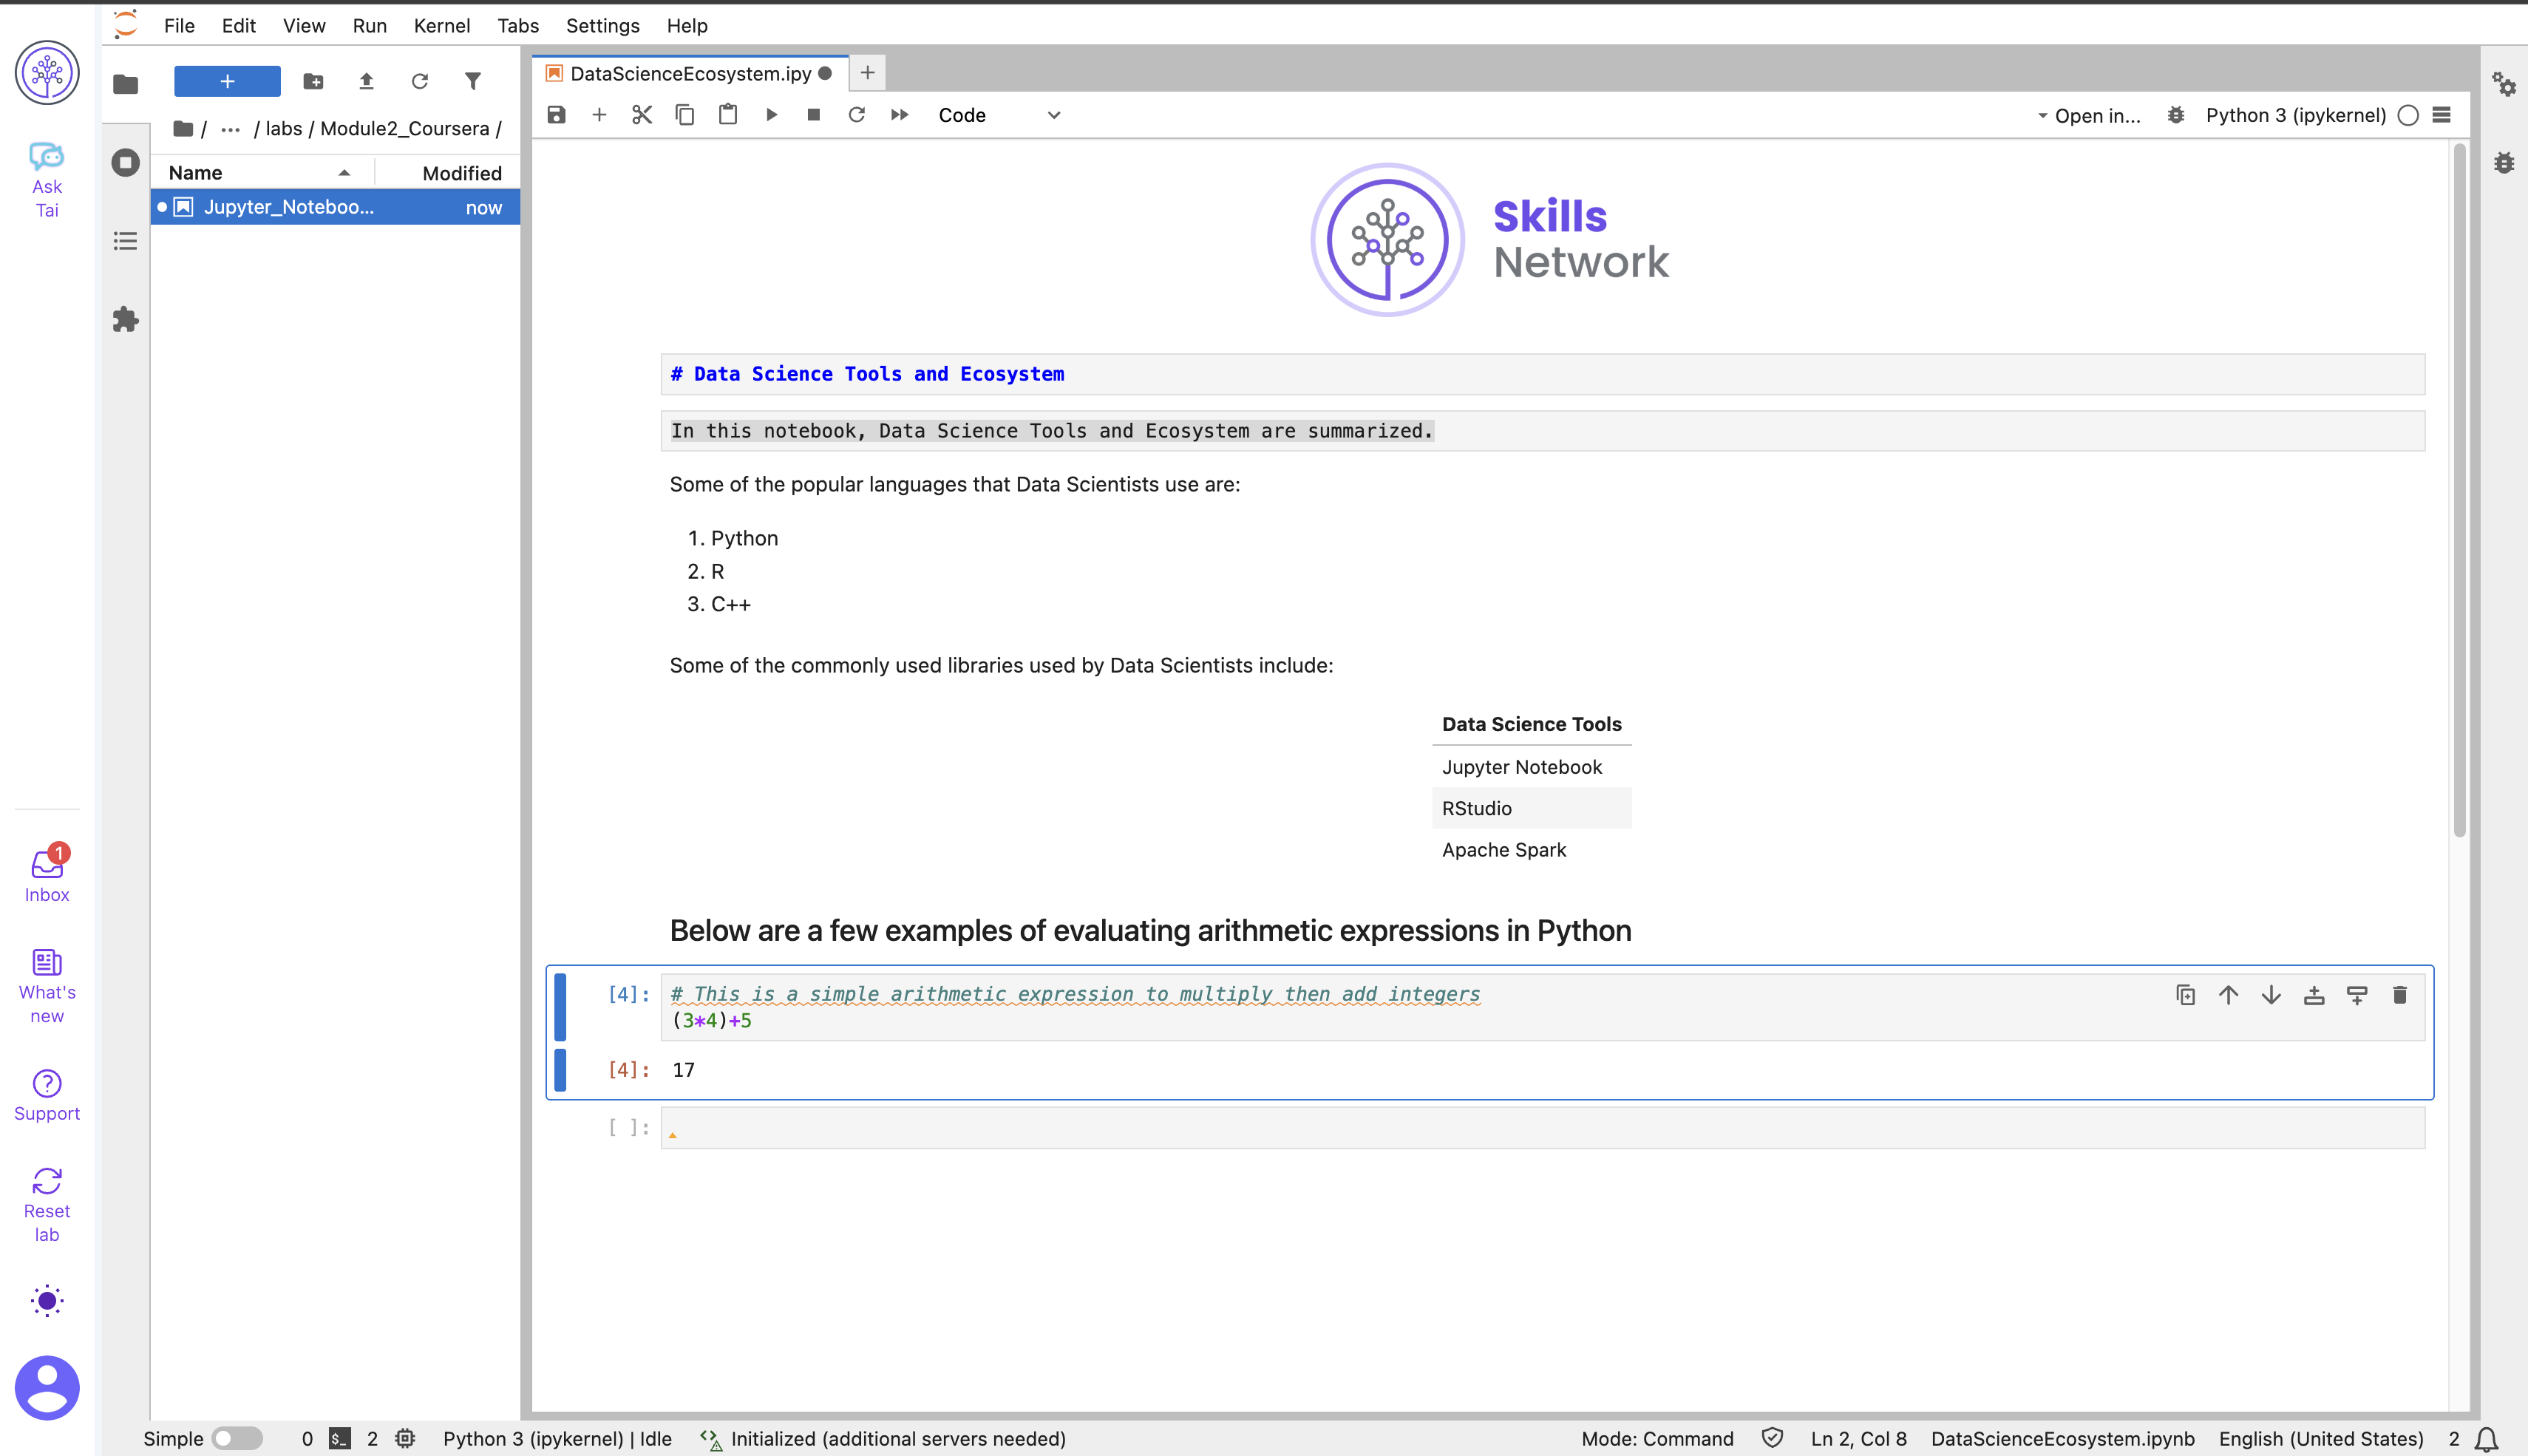 File Edit View Run Kernel Tabs Settings Help
Ask
Tai
Inbox
1
What's
new
Support
Reset
lab
+
/ ... / labs / Module2_Coursera /
Name Modified
Jupyter_Noteboo... now
DataScienceEcosystem.ipy
Code
Open in...
Python 3 (ipykernel)
Skills
Network
# Data Science Tools and Ecosystem
In this notebook, Data Science Tools and Ecosystem are summarized.
Some of the popular languages that Data Scientists use are:
1. Python
2. R
3. C++
Some of the commonly used libraries used by Data Scientists include:
Data Science Tools
Jupyter Notebook
RStudio
Apache Spark
Below are a few examples of evaluating arithmetic expressions in Python
[4]: # This is a simple arithmetic expression to multiply then add integers
(3*4)+5
[4]: 17
[ ]:
Simple 0 $_ 2 Python 3 (ipykernel) | Idle Initialized (additional servers needed) Mode: Command Ln 2, Col 8 DataScienceEcosystem.ipynb English (United States) 2